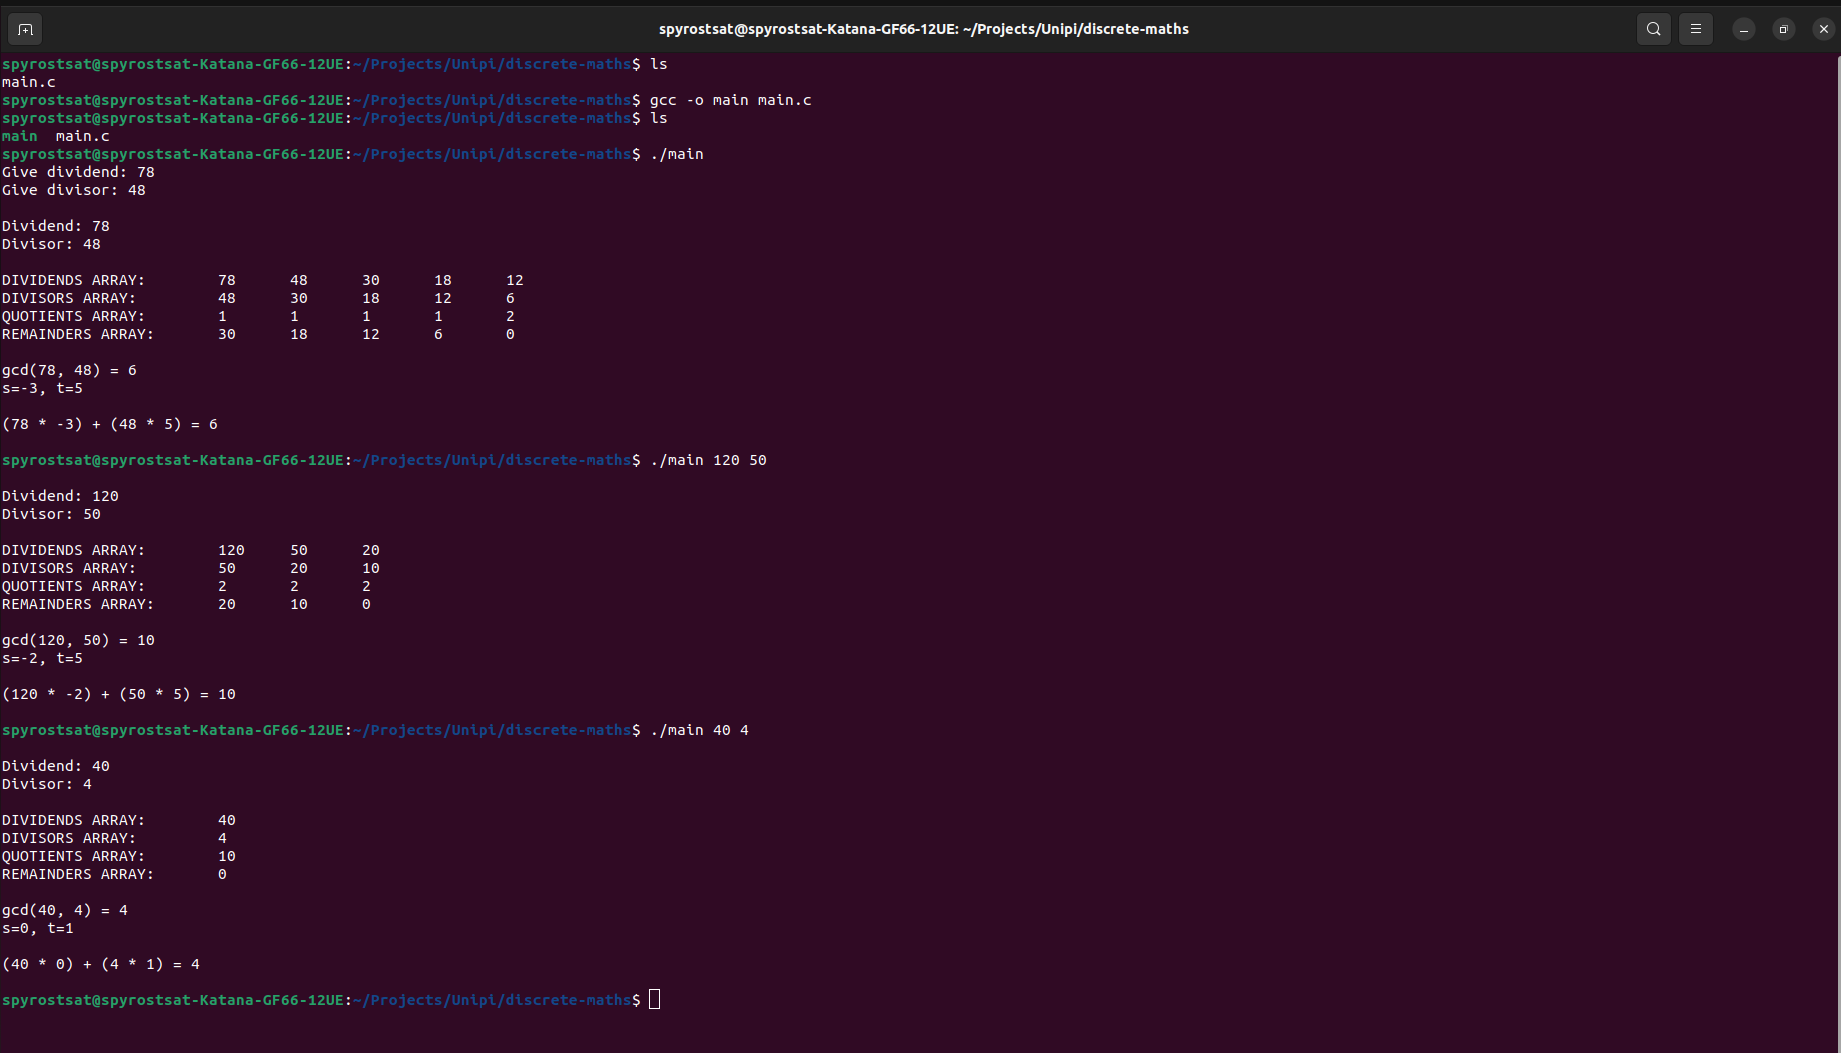 spyrostsat@spyrostsat-Katana-GF66-12UE: ~/Projects/Unipi/discrete-maths
spyrostsat@spyrostsat-Katana-GF66-12UE:~/Projects/Unipi/discrete-maths$ ls
main.c
spyrostsat@spyrostsat-Katana-GF66-12UE:~/Projects/Unipi/discrete-maths$ gcc -o main main.c
spyrostsat@spyrostsat-Katana-GF66-12UE:~/Projects/Unipi/discrete-maths$ ls
main  main.c
spyrostsat@spyrostsat-Katana-GF66-12UE:~/Projects/Unipi/discrete-maths$ ./main
Give dividend: 78
Give divisor: 48
Dividend: 78
Divisor: 48
DIVIDENDS ARRAY:        78      48      30      18      12
DIVISORS ARRAY:         48      30      18      12      6
QUOTIENTS ARRAY:        1       1       1       1       2
REMAINDERS ARRAY:       30      18      12      6       0
gcd(78, 48) = 6
s=-3, t=5
(78 * -3) + (48 * 5) = 6
spyrostsat@spyrostsat-Katana-GF66-12UE:~/Projects/Unipi/discrete-maths$ ./main 120 50
Dividend: 120
Divisor: 50
DIVIDENDS ARRAY:        120     50      20
DIVISORS ARRAY:         50      20      10
QUOTIENTS ARRAY:        2       2       2
REMAINDERS ARRAY:       20      10      0
gcd(120, 50) = 10
s=-2, t=5
(120 * -2) + (50 * 5) = 10
spyrostsat@spyrostsat-Katana-GF66-12UE:~/Projects/Unipi/discrete-maths$ ./main 40 4
Dividend: 40
Divisor: 4
DIVIDENDS ARRAY:        40
DIVISORS ARRAY:         4
QUOTIENTS ARRAY:        10
REMAINDERS ARRAY:       0
gcd(40, 4) = 4
s=0, t=1
(40 * 0) + (4 * 1) = 4
spyrostsat@spyrostsat-Katana-GF66-12UE:~/Projects/Unipi/discrete-maths$